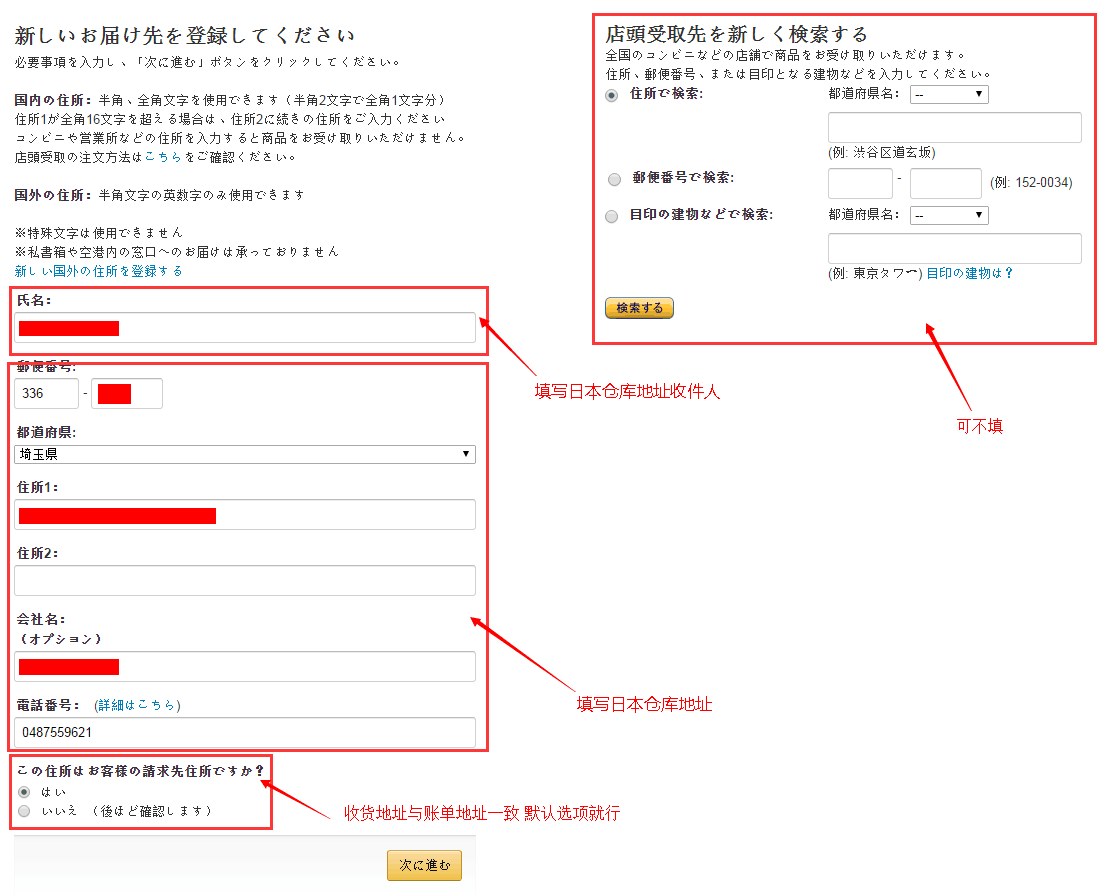 新しいお届け先を登録してください
必要事項を入力し、「次に進む」ボタンをクリックしてください。
国内の住所：半角、全角文字を使用できます（半角2文字で全角1文字分）
住所1が全角16文字を超える場合は、住所2に続きの住所をご入力ください
コンビニや営業所などの住所を入力すると商品をお受け取りいただけません。
店頭受取の注文方法はこちらをご確認ください。
国外の住所：半角文字の英数字のみ使用できます
※特殊文字は使用できません
※私書箱や空港内の窓口へのお届けは承っておりません
新しい国外の住所を登録する
氏名：
郵便番号:
336 -
都道府県:
埼玉県
住所1：
住所2：
会社名：
（オプション）
電話番号： (詳細はこちら)
0487559621
この住所はお客様の請求先住所ですか？
はい
いいえ （後ほど確認します）
次に進む
店頭受取先を新しく検索する
全国のコンビニなどの店舗で商品をお受け取りいただけます。
住所、郵便番号、または目印となる建物などを入力してください。
住所で検索: 都道府県名： --
(例: 渋谷区道玄坂)
郵便番号で検索: - (例: 152-0034)
目印の建物などで検索: 都道府県名： --
(例: 東京タワー) 目印の建物は？
検索する
填写日本仓库地址收件人
可不填
填写日本仓库地址
收货地址与账单地址一致 默认选项就行